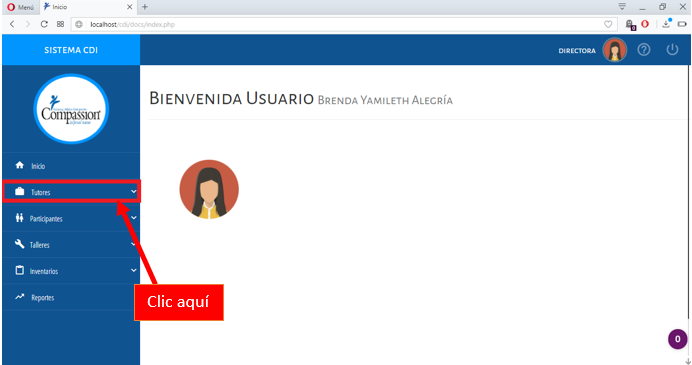 Menú
Inicio
localhost/cdi/docs/index.php
SISTEMA CDI
DIRECTORA
Compassion
BIENVENIDA USUARIO BRENDA YAMILETH ALEGRÍA
Inicio
Tutores
Participantes
Talleres
Inventarios
Reportes
Clic aquí
0